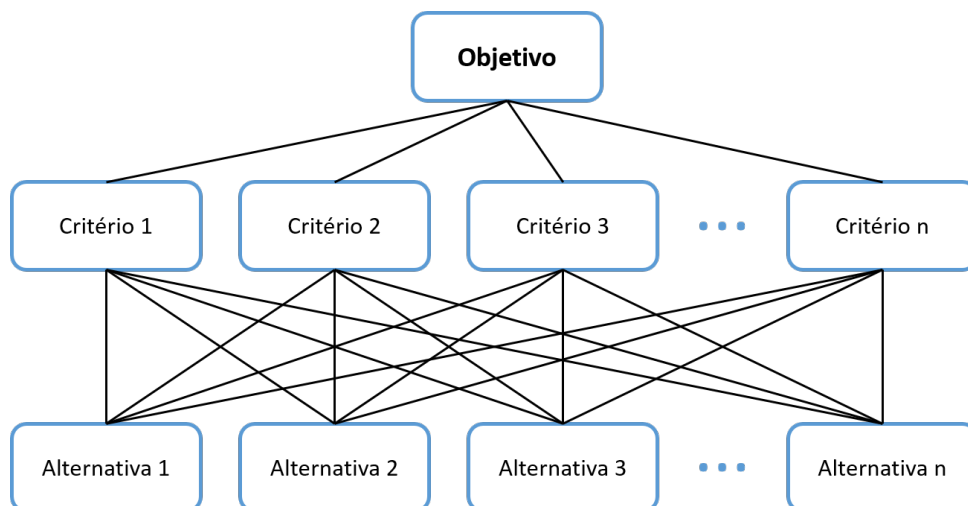 Objetivo
Critério 1
Critério 2
Critério 3
...
Critério n
Alternativa 1
Alternativa 2
Alternativa 3
...
Alternativa n